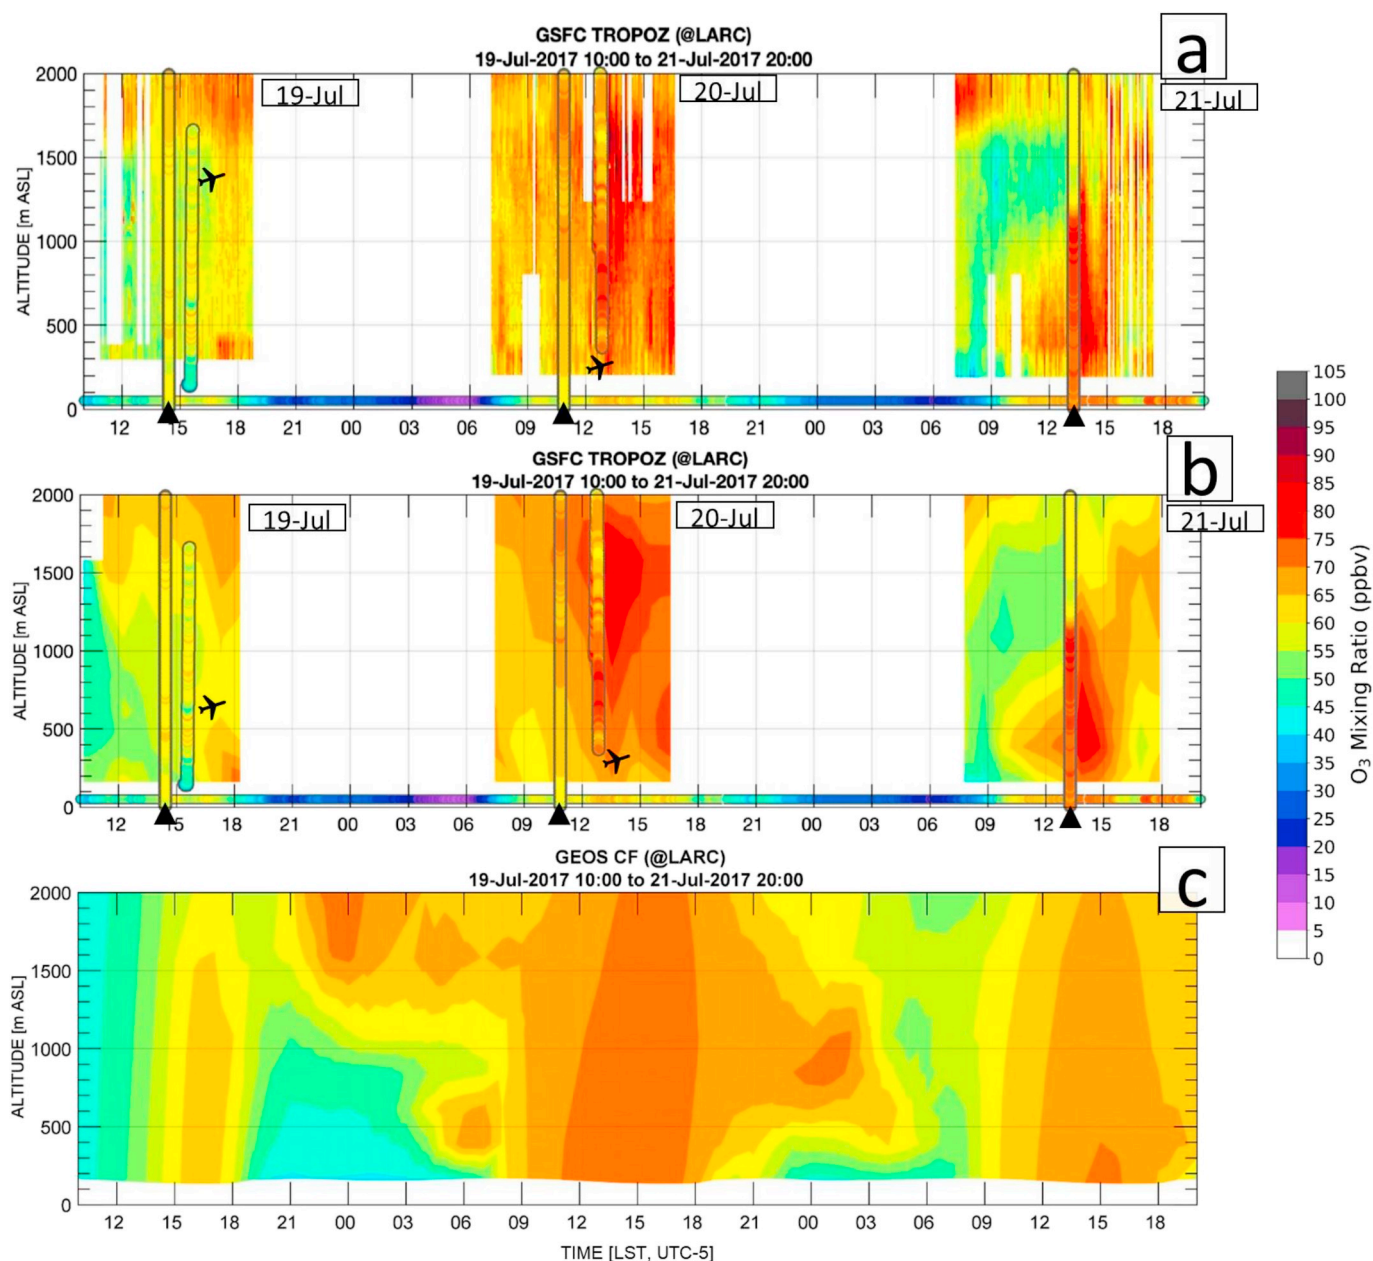 GSFC TROPOZ (@LARC)
19-Jul-2017 10:00 to 21-Jul-2017 20:00
a
19-Jul
20-Jul
21-Jul
2000
1500
1000
500
0
ALTITUDE [m ASL]
12 15 18 21 00 03 06 09 12 15 18 21 00 03 06 09 12 15 18
GSFC TROPOZ (@LARC)
19-Jul-2017 10:00 to 21-Jul-2017 20:00
b
19-Jul
20-Jul
21-Jul
2000
1500
1000
500
0
ALTITUDE [m ASL]
12 15 18 21 00 03 06 09 12 15 18 21 00 03 06 09 12 15 18
GEOS CF (@LARC)
19-Jul-2017 10:00 to 21-Jul-2017 20:00
c
2000
1500
1000
500
0
ALTITUDE [m ASL]
12 15 18 21 00 03 06 09 12 15 18 21 00 03 06 09 12 15 18
TIME [LST, UTC-5]
105
100
95
90
85
80
75
70
65
60
55
50
45
40
35
30
25
20
15
10
5
0
O₃ Mixing Ratio (ppbv)